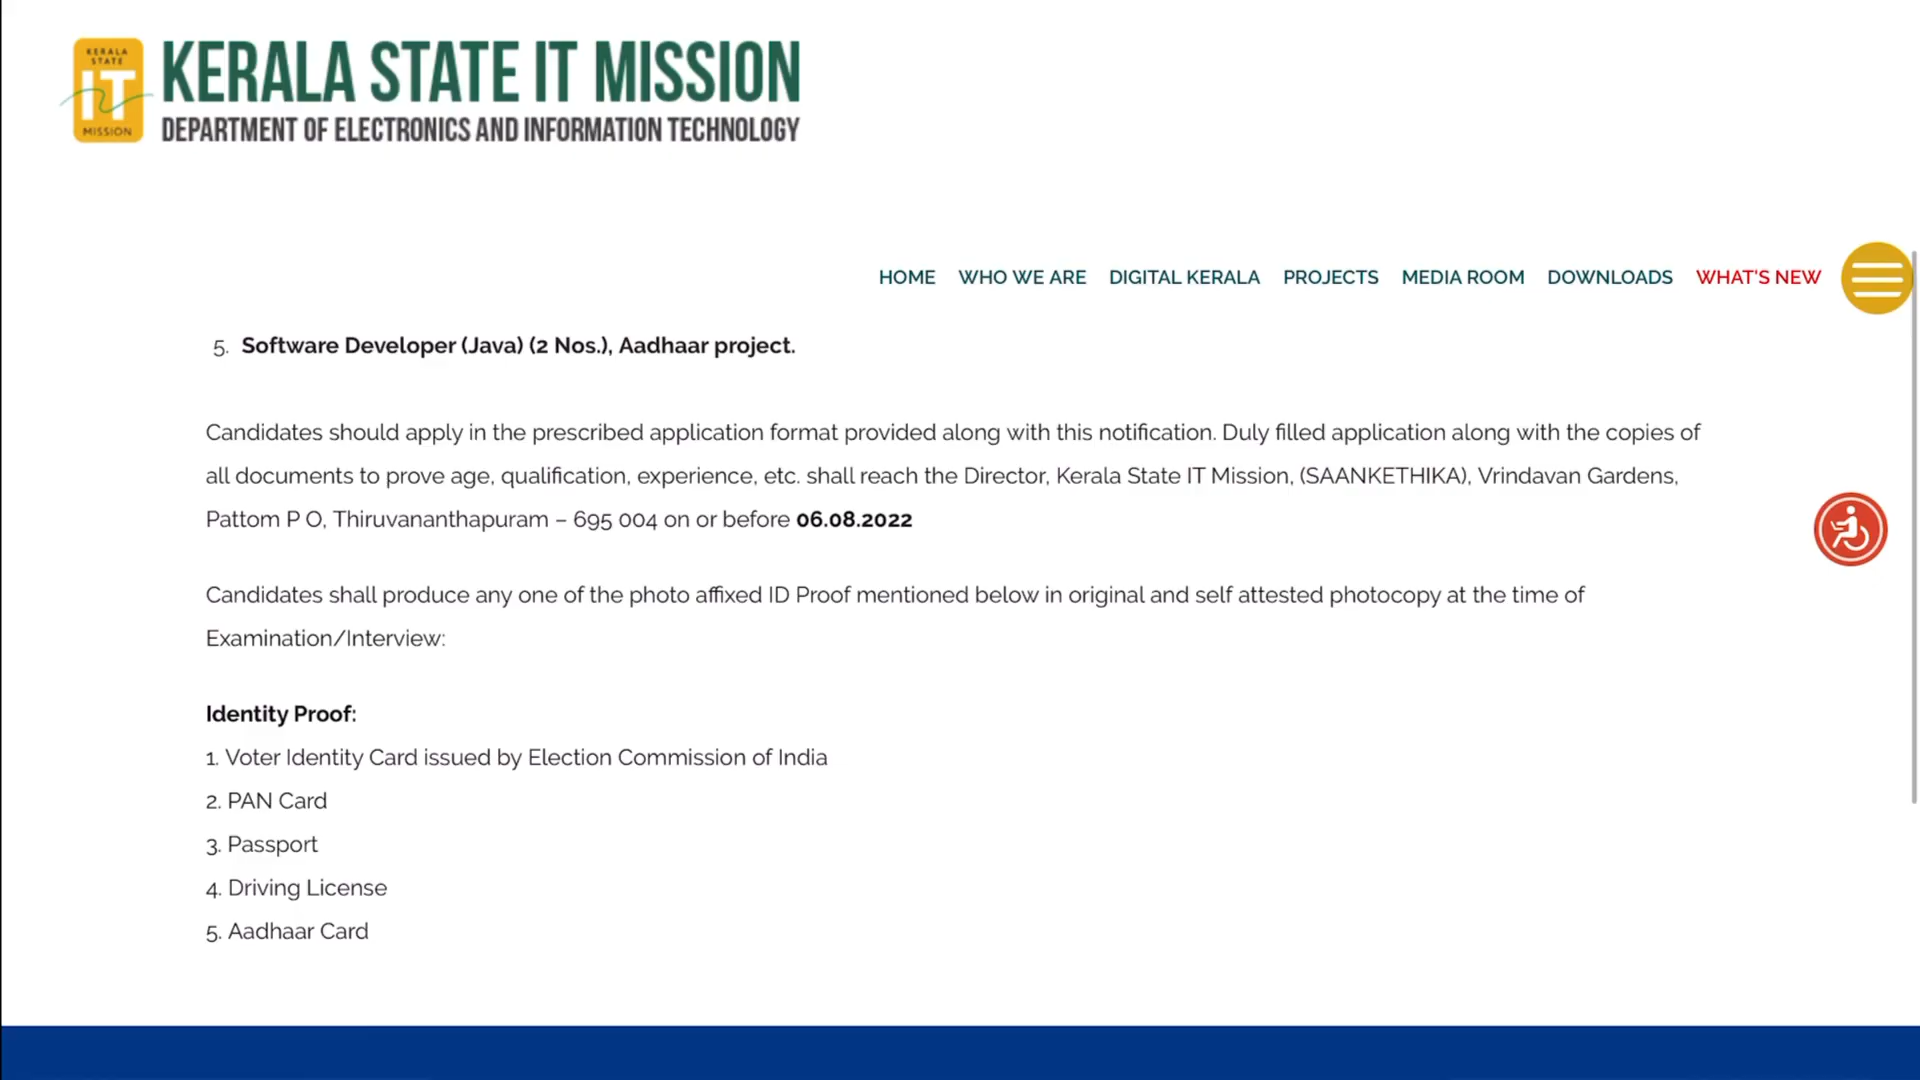 KERALA
STATE
IT
MISSION
KERALA STATE IT MISSION
DEPARTMENT OF ELECTRONICS AND INFORMATION TECHNOLOGY
HOME WHO WE ARE DIGITAL KERALA PROJECTS MEDIA ROOM DOWNLOADS WHAT'S NEW
5. Software Developer (Java) (2 Nos.), Aadhaar project.
Candidates should apply in the prescribed application format provided along with this notification. Duly filled application along with the copies of
all documents to prove age, qualification, experience, etc. shall reach the Director, Kerala State IT Mission, (SAANKETHIKA), Vrindavan Gardens,
Pattom P O, Thiruvananthapuram – 695 004 on or before 06.08.2022
Candidates shall produce any one of the photo affixed ID Proof mentioned below in original and self attested photocopy at the time of
Examination/Interview:
Identity Proof:
1. Voter Identity Card issued by Election Commission of India
2. PAN Card
3. Passport
4. Driving License
5. Aadhaar Card